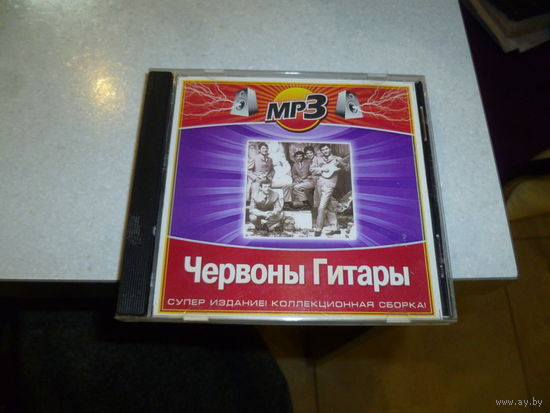 MP3
Червоны Гитары
СУПЕР ИЗДАНИЕ! КОЛЛЕКЦИОННАЯ СБОРКА!
www.ay.by